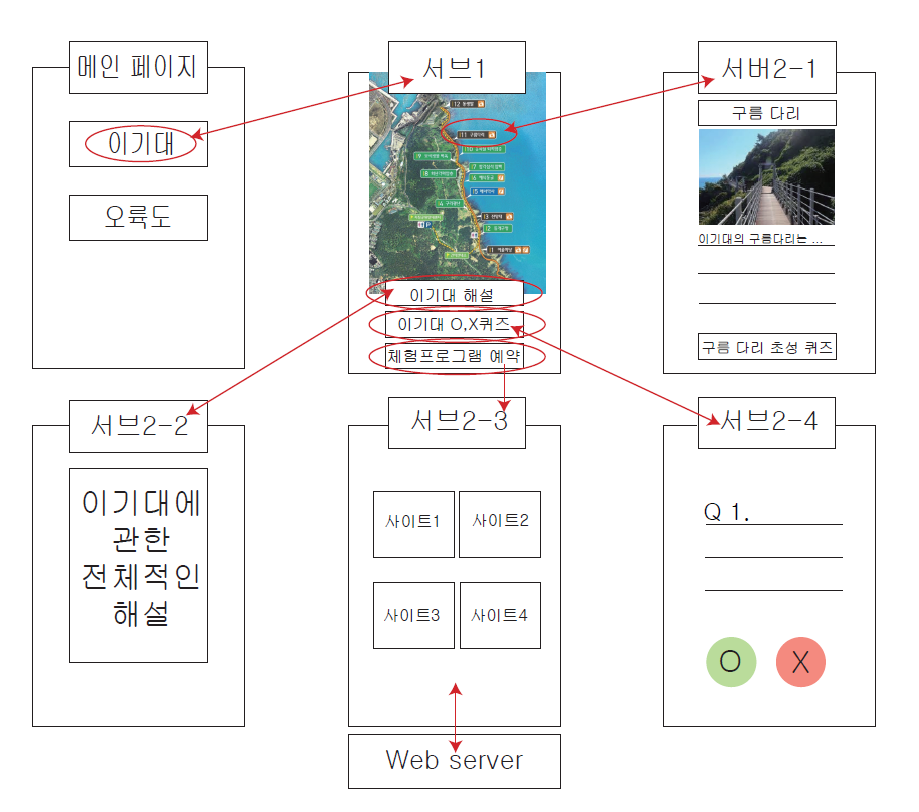 메인 페이지
이기대
오륙도
서브1
이기대 해설
이기대 O,X퀴즈
체험프로그램 예약
서버2-1
구름 다리
이기대의 구름다리는 ...
구름 다리 초성 퀴즈
서브2-2
이기대에
관한
전체적인
해설
서브2-3
사이트1
사이트2
사이트3
사이트4
Web server
서브2-4
Q 1.
O
X